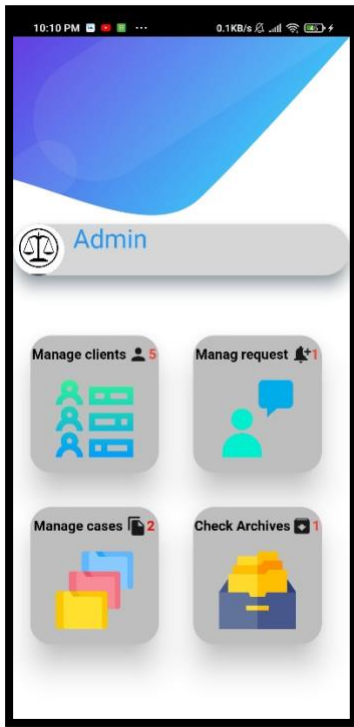 10:10 PM ... 0.1KB/s
Admin
Manage clients 5
Manag request 1
Manage cases 2
Check Archives 1